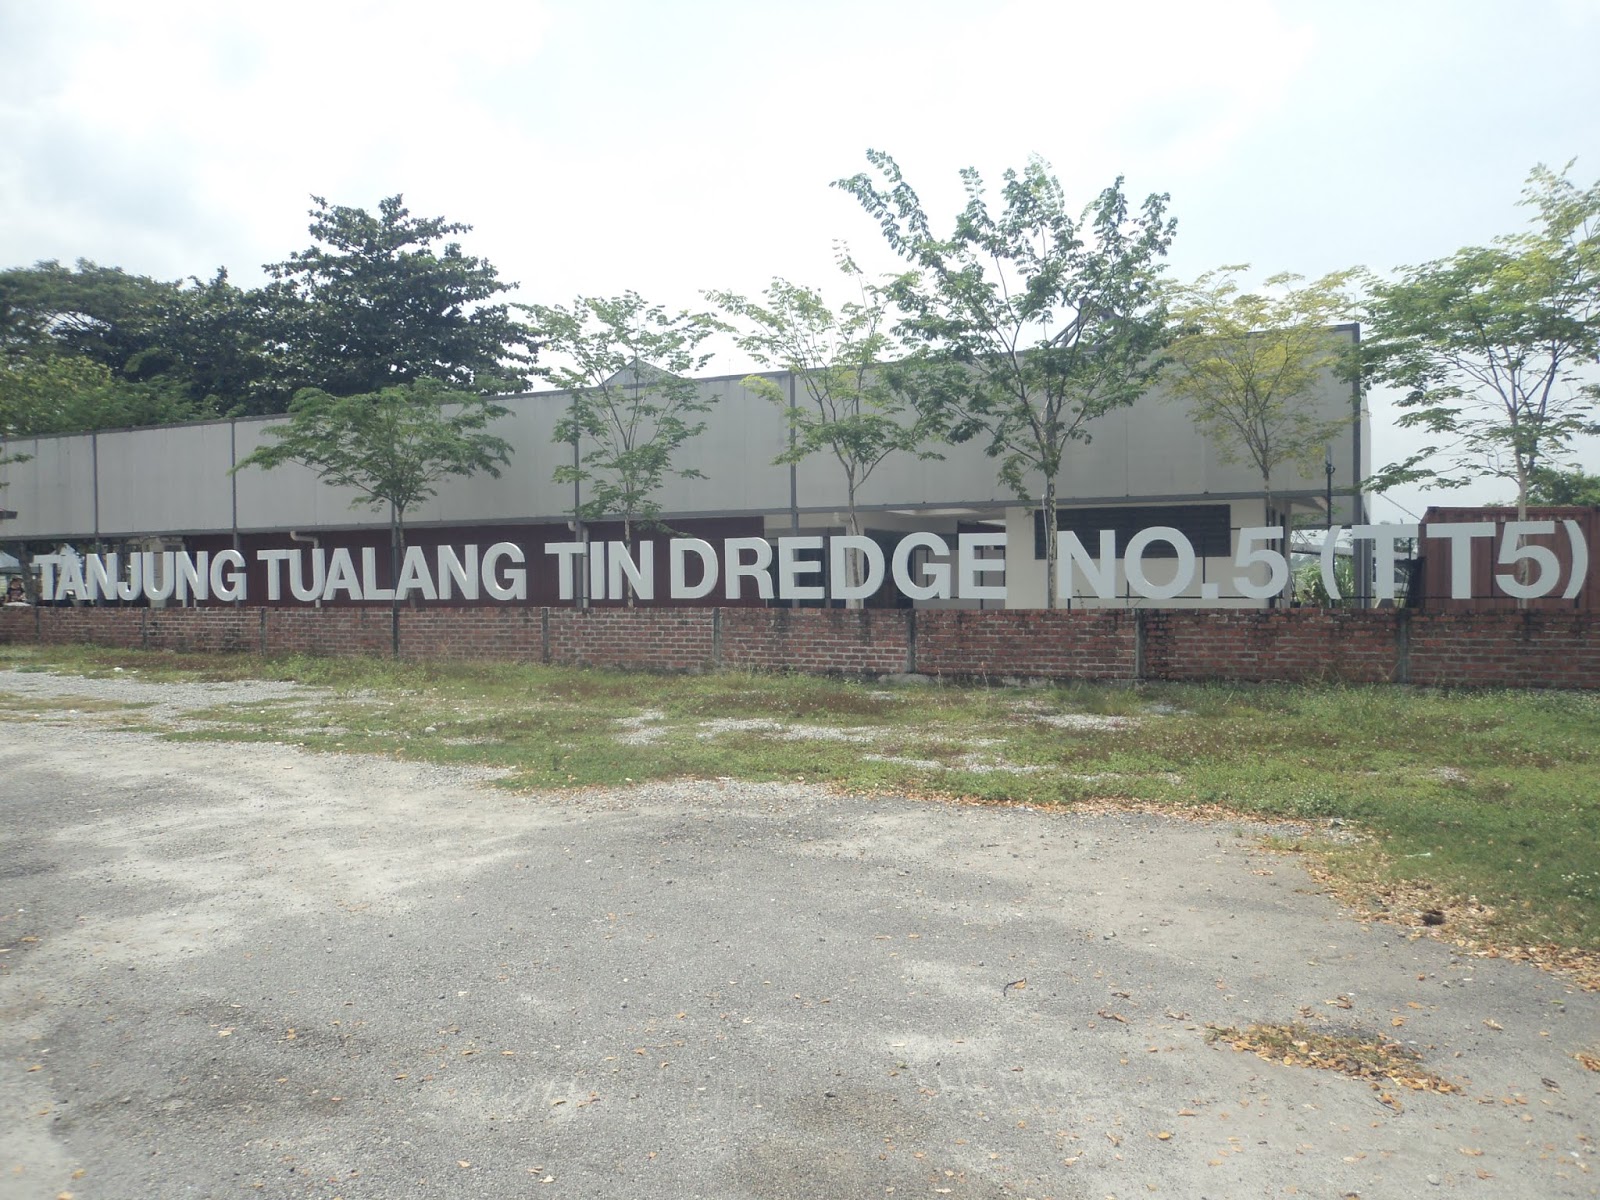 TANJUNG TUALANG TIN DREDGE NO.5 (TT5)